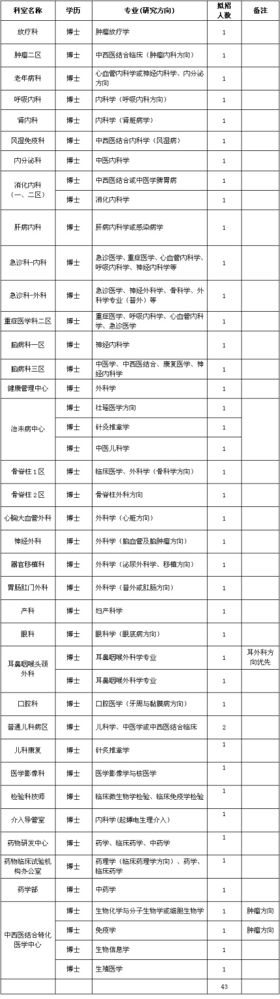 科室名称 学历 专业(研究方向) 拟招人数 备注
放疗科 博士 肿瘤放疗学 1
肿瘤二区 博士 中西医结合临床（肿瘤内科方向） 1
老年病科 博士 心血管内科学或神经内科学、内分泌方向 1
呼吸内科 博士 内科学（呼吸内科方向） 1
肾内科 博士 内科学（肾脏病学） 1
风湿免疫科 博士 中西医结合内科学（风湿病） 1
内分泌科 博士 中医内科学 1
消化内科（一、二区） 博士 中西医结合或中医学脾胃病 1
博士 消化内科学 1
肝病内科 博士 肝病内科学或感染病学 1
急诊科-内科 博士 急诊医学、重症医学、心血管内科学、呼吸内科学、神经内科学等 1
急诊科-外科 博士 急诊医学、神经外科学、骨科学、外科学专业（普外）等 1
重症医学科二区 博士 重症医学、呼吸内科学、心血管内科学、急诊医学 1
脑病科一区 博士 神经内科学 1
脑病科三区 博士 中医学、中西医结合、康复医学、神经内科学 1
健康管理中心 博士 外科学 1
治未病中心 博士 壮瑶医学方向 1
博士 针灸推拿学 1
博士 中医儿科学 1
骨脊柱1区 博士 临床医学、外科学（骨科学方向） 1
骨脊柱2区 博士 骨脊柱外科方向 1
心胸大血管外科 博士 外科学（心脏方向） 1
神经外科 博士 外科学（脑血管及脑肿瘤方向） 1
器官移植科 博士 外科学（泌尿外科学、移植方向） 1
胃肠肛门外科 博士 外科学（普外或肛肠方向） 1
产科 博士 妇产科学 1
眼科 博士 眼科学（眼底病方向） 1
耳鼻咽喉头颈外科 博士 耳鼻咽喉外科学专业 1 耳外科方向优先
博士 耳鼻咽喉外科学专业 1
口腔科 博士 口腔医学（牙周与黏膜病方向） 1
普通儿科病区 博士 儿科学、中医学或中西医结合临床 2
儿科康复 博士 针灸推拿学 1
医学影像科 博士 医学影像学与核医学 1
检验科技师 博士 临床微生物学检验、临床免疫学检验 1
介入导管室 博士 内科学(起搏电生理介入） 1
药物研发中心 博士 药学、临床药学、中药学 1
药物临床试验机构办公室 博士 药理学（临床药理学方向）、药学、临床药学 1
药学部 博士 中药学 1
中西医结合转化医学中心 博士 生物化学与分子生物学或细胞生物学 1 肿瘤方向
博士 免疫学 1 肿瘤方向
博士 生物信息学 1
博士 生殖医学 1
43